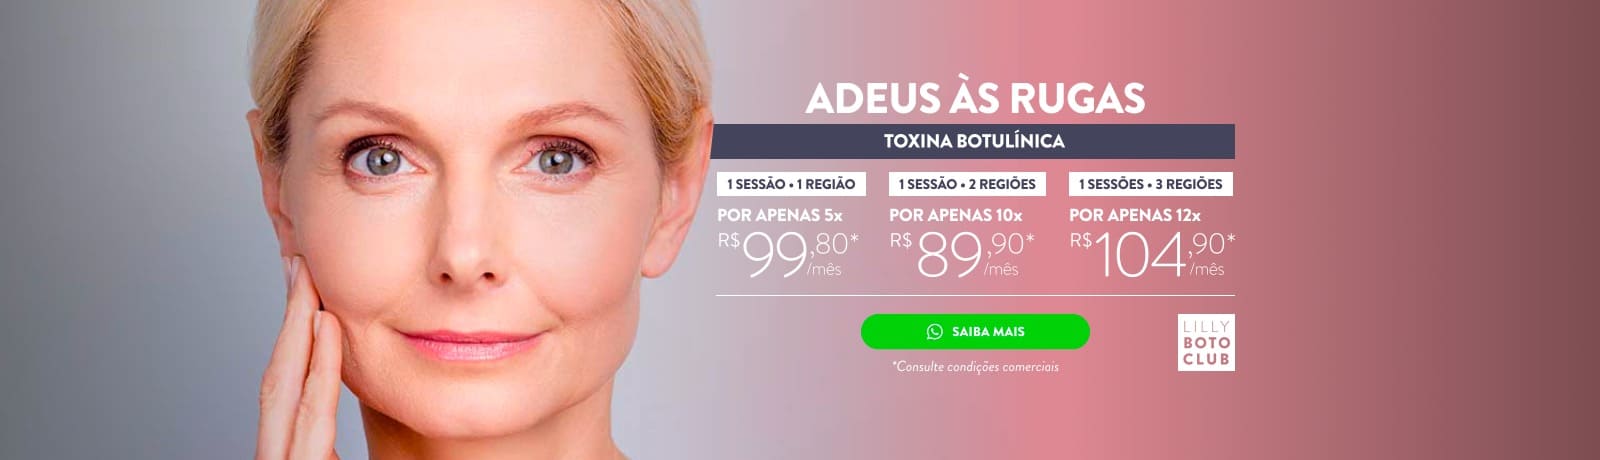 ADEUS ÀS RUGAS
TOXINA BOTULÍNICA
1 SESSÃO • 1 REGIÃO
POR APENAS 5x
R$ 99,80*
/mês
1 SESSÃO • 2 REGIÕES
POR APENAS 10x
R$ 89,90*
/mês
1 SESSÕES • 3 REGIÕES
POR APENAS 12x
R$ 104,90*
/mês
SAIBA MAIS
*Consulte condições comerciais
LILLY
BOTO
CLUB